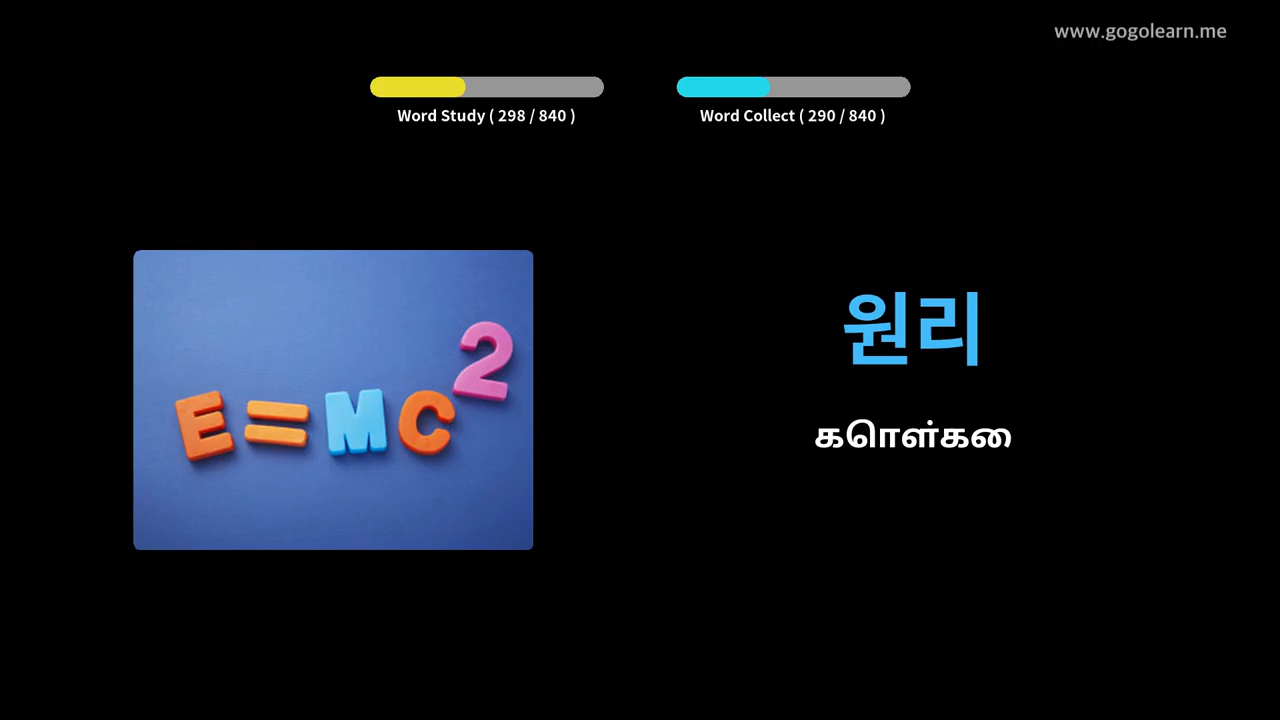 www.gogolearn.me
Word Study ( 298 / 840 )
Word Collect ( 290 / 840 )
E=MC2
원리
கொள்கை